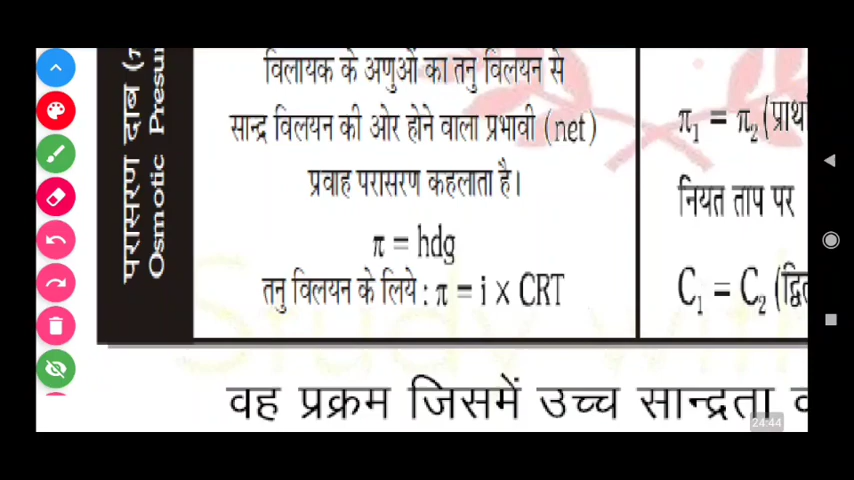 परासरण दाब (π
Osmotic Presur
विलायक के अणुओं का तनु विलयन से
सान्द्र विलयन की ओर होने वाला प्रभावी (net)
प्रवाह परासरण कहलाता है।
π = hdg
तनु विलयन के लिये : π = i × CRT
π₁ = π₂ (प्राथ
नियत ताप पर
C₁ = C₂ (द्वि
वह प्रक्रम जिसमें उच्च सान्द्रता
24:44